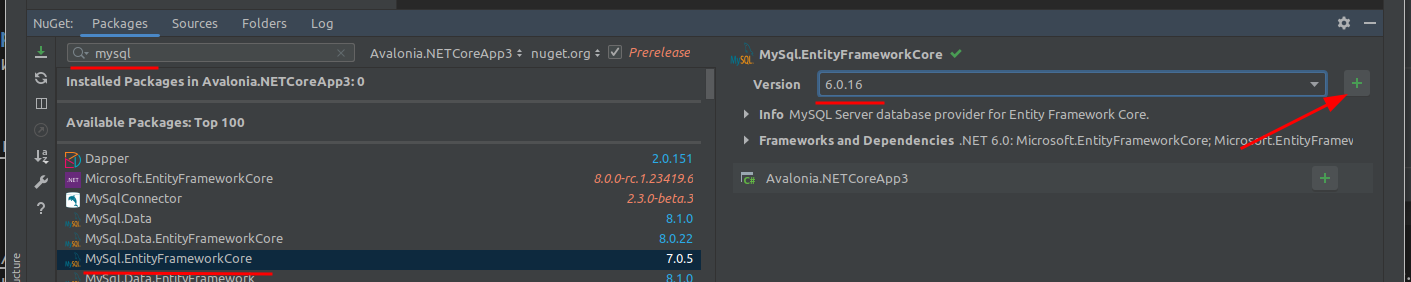 NuGet: Packages Sources Folders Log
mysql
Avalonia.NETCoreApp3 nuget.org Prerelease
Installed Packages in Avalonia.NETCoreApp3: 0
Available Packages: Top 100
Dapper 2.0.151
Microsoft.EntityFrameworkCore 8.0.0-rc.1.23419.6
MySqlConnector 2.3.0-beta.3
MySql.Data 8.1.0
MySql.Data.EntityFrameworkCore 8.0.22
MySql.EntityFrameworkCore 7.0.5
MySql.Data.EntityFramework 8.1.0
MySql.EntityFrameworkCore
Version 6.0.16
Info MySQL Server database provider for Entity Framework Core.
Frameworks and Dependencies .NET 6.0: Microsoft.EntityFrameworkCore; Microsoft.EntityFramew
C# Avalonia.NETCoreApp3
ucture